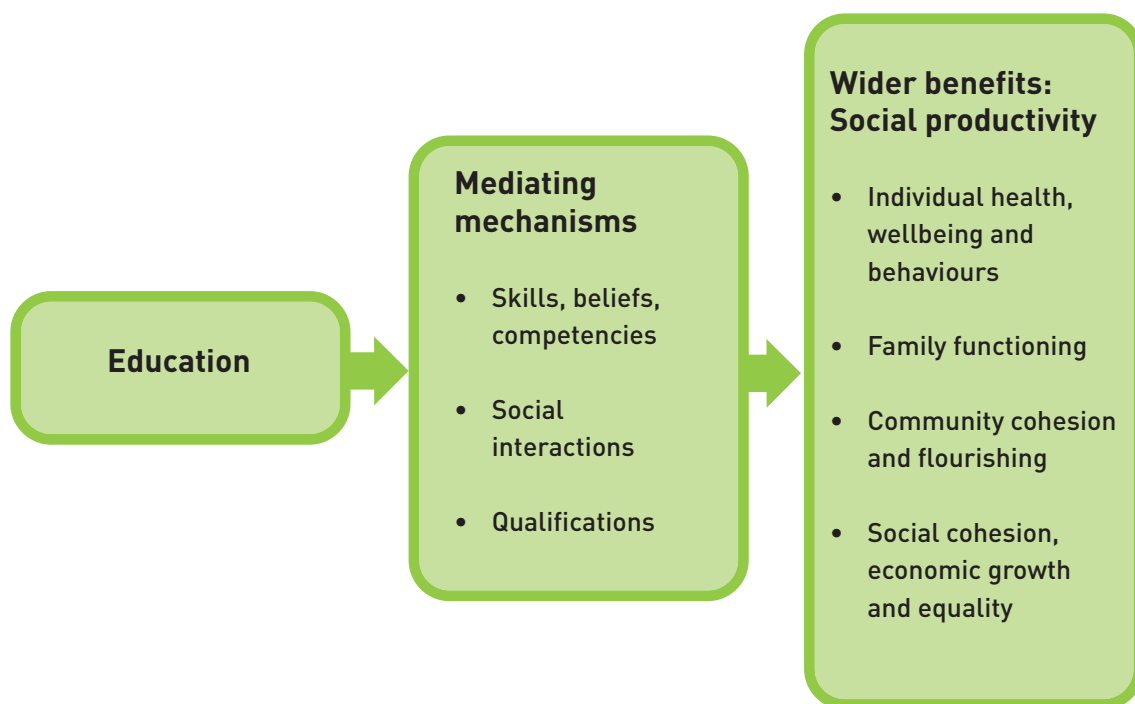 Education
Mediating
mechanisms
• Skills, beliefs,
competencies
• Social
interactions
• Qualifications
Wider benefits:
Social productivity
• Individual health,
wellbeing and
behaviours
• Family functioning
• Community cohesion
and flourishing
• Social cohesion,
economic growth
and equality